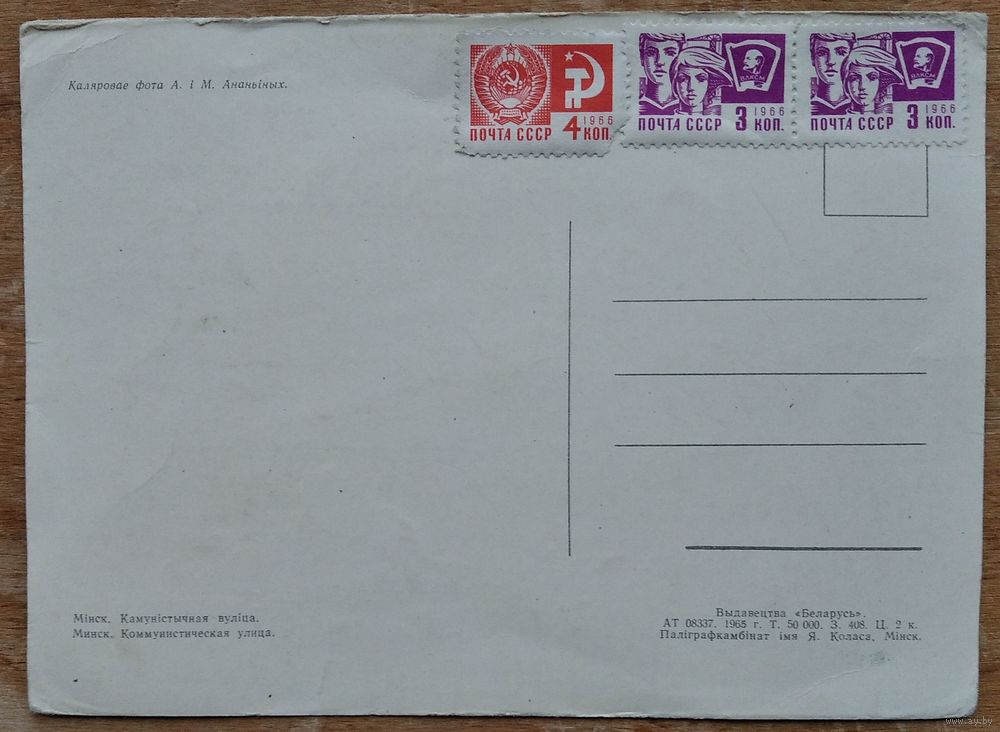 Каляровае фота А. і М. Ананьіных.
1966
ПОЧТА СССР 4 КОП.
ВЛКСМ
1966
ПОЧТА СССР 3 КОП.
ВЛКСМ
1966
ПОЧТА СССР 3 КОП.
Мінск. Камуністычная вуліца.
Минск. Коммунистическая улица.
Выдавецтва «Беларусь».
АТ 08337. 1965 г. Т. 50 000. З. 408. Ц. 2 к.
Паліграфкамбінат імя Я. Коласа, Мінск.
www.ay.by